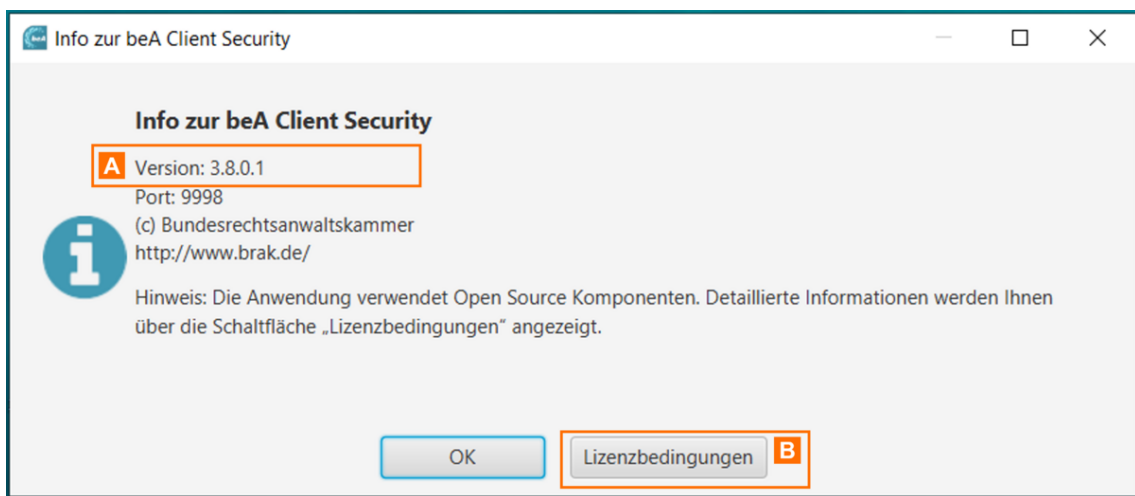 Info zur beA Client Security
Info zur beA Client Security
A Version: 3.8.0.1
Port: 9998
(c) Bundesrechtsanwaltskammer
http://www.brak.de/
Hinweis: Die Anwendung verwendet Open Source Komponenten. Detaillierte Informationen werden Ihnen
über die Schaltfläche „Lizenzbedingungen“ angezeigt.
OK Lizenzbedingungen B